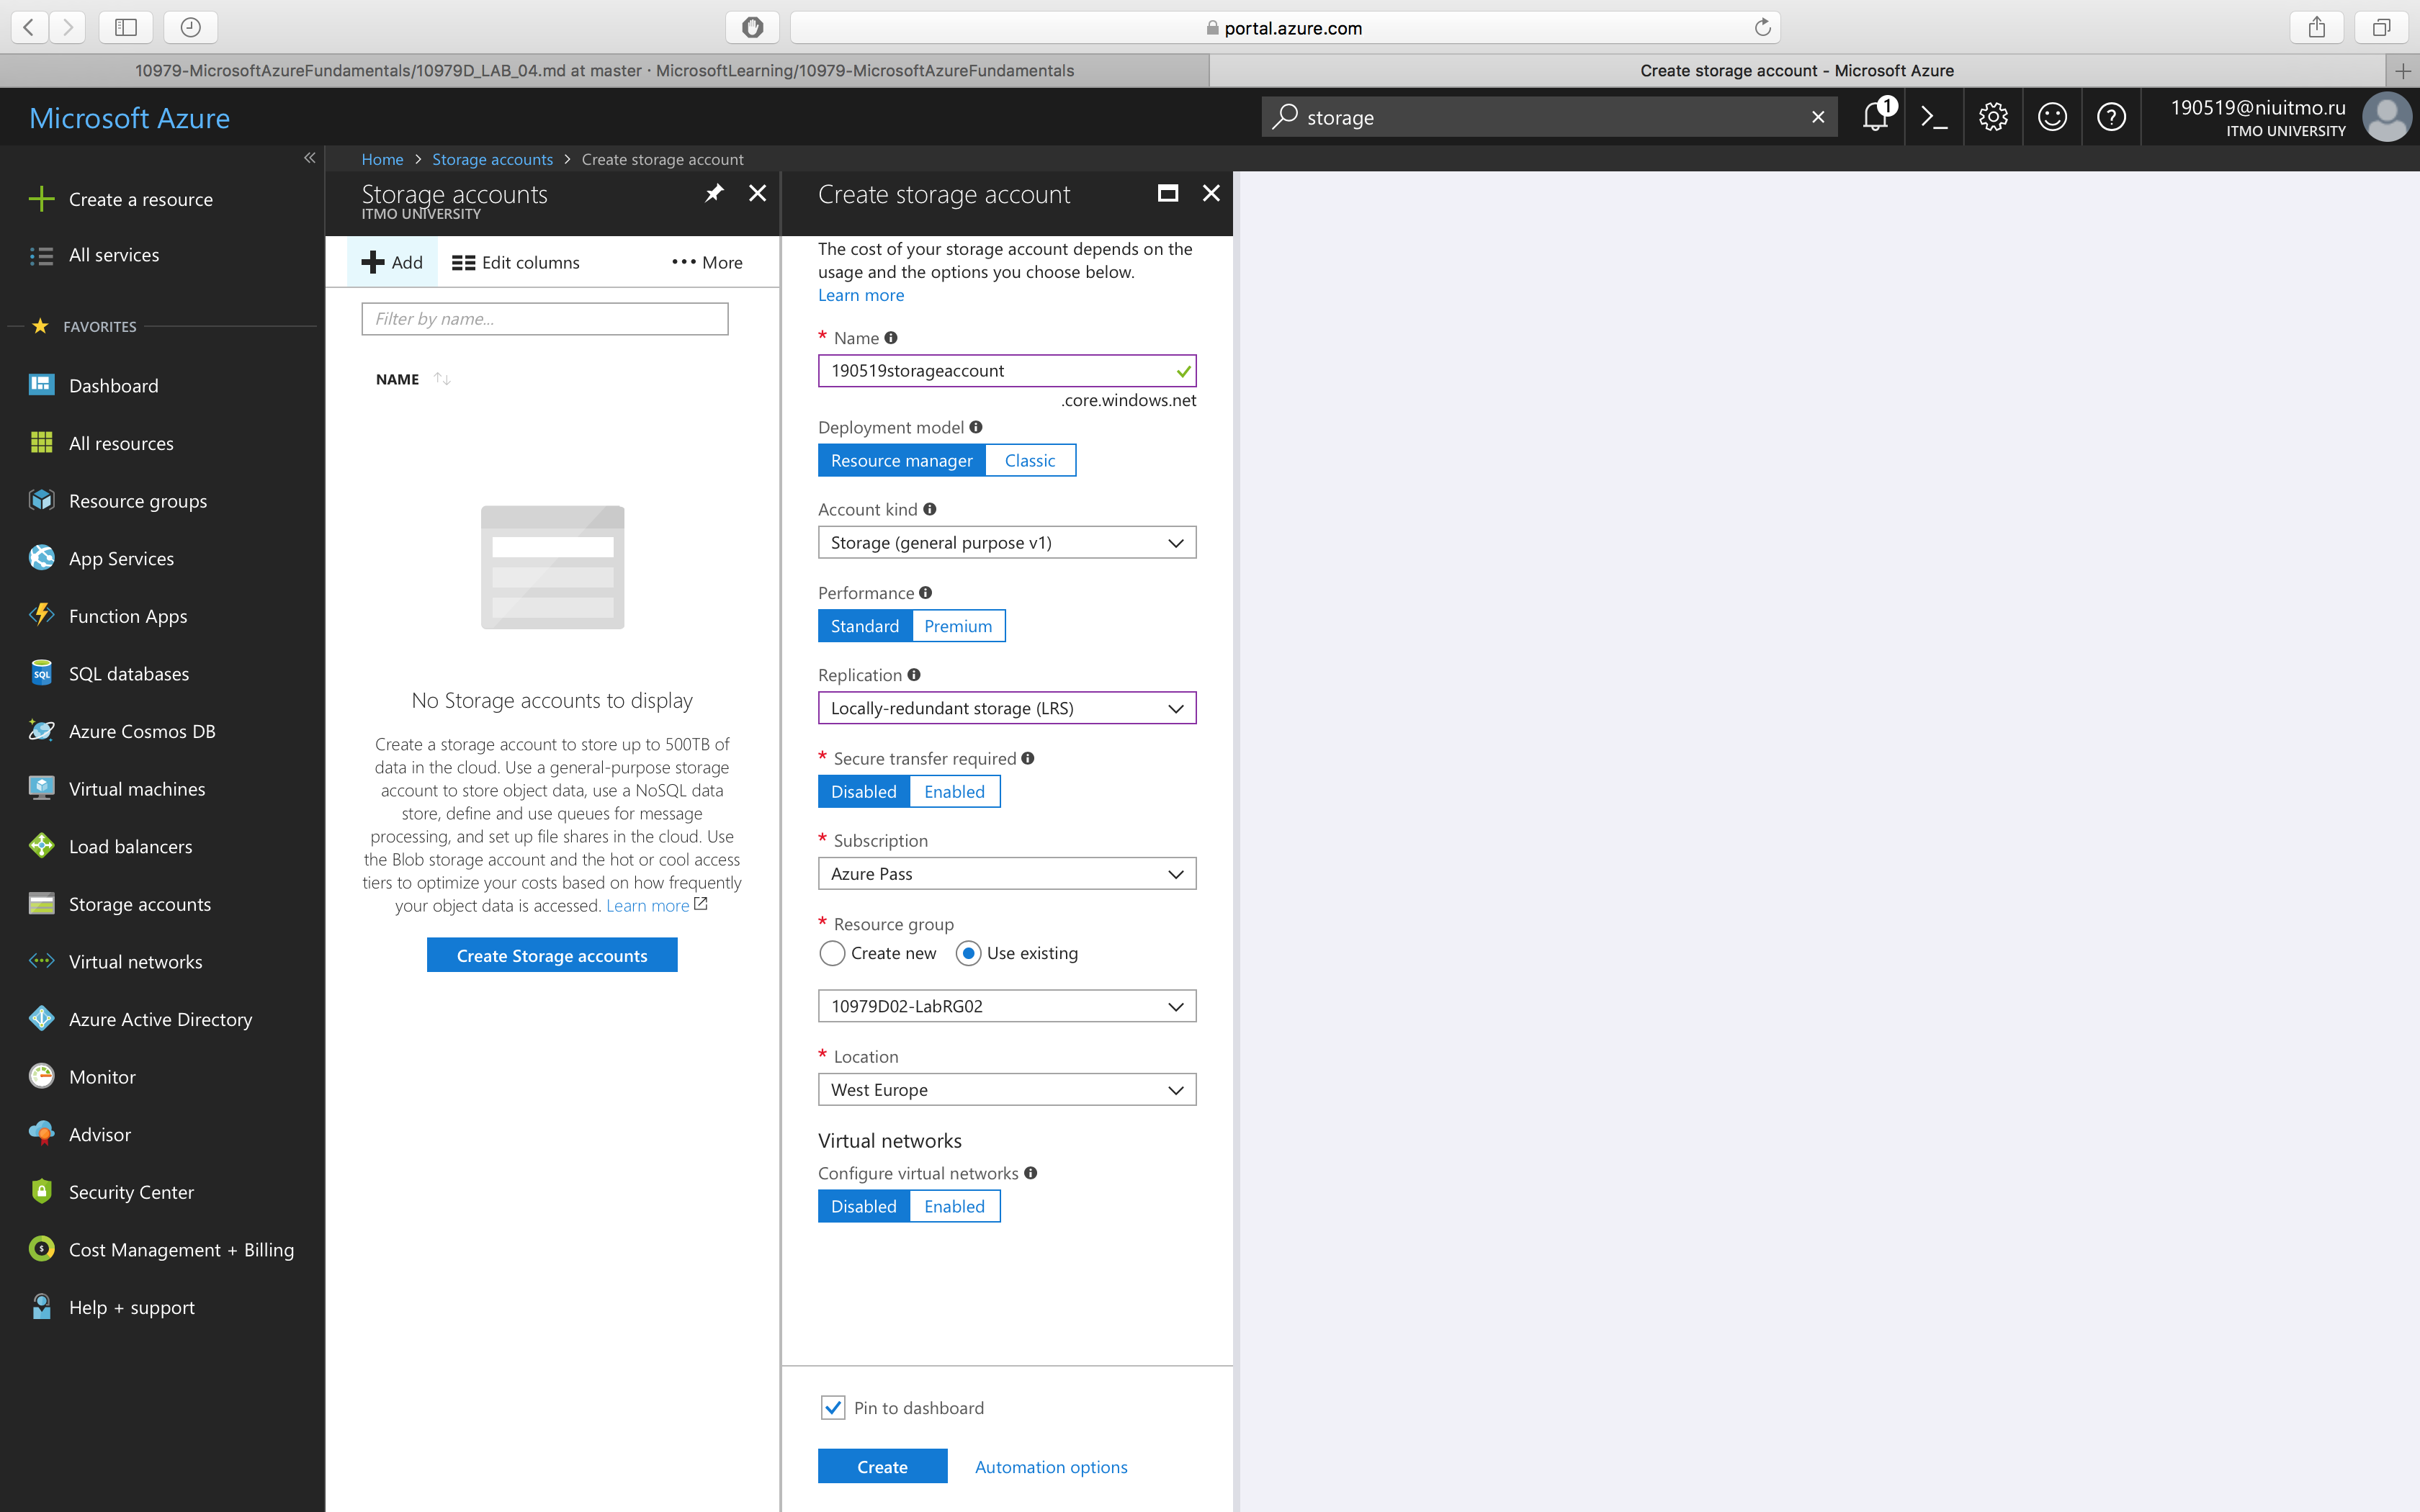 portal.azure.com
10979-MicrosoftAzureFundamentals/10979D_LAB_04.md at master · MicrosoftLearning/10979-MicrosoftAzureFundamentals
Create storage account - Microsoft Azure
Microsoft Azure
storage
1
190519@niuitmo.ru
ITMO UNIVERSITY
Home > Storage accounts > Create storage account
Create a resource
All services
FAVORITES
Dashboard
All resources
Resource groups
App Services
Function Apps
SQL
SQL databases
Azure Cosmos DB
Virtual machines
Load balancers
Storage accounts
Virtual networks
Azure Active Directory
Monitor
Advisor
Security Center
Cost Management + Billing
Help + support
Storage accounts
ITMO UNIVERSITY
Add
Edit columns
More
Filter by name...
NAME
No Storage accounts to display
Create a storage account to store up to 500TB of
data in the cloud. Use a general-purpose storage
account to store object data, use a NoSQL data
store, define and use queues for message
processing, and set up file shares in the cloud. Use
the Blob storage account and the hot or cool access
tiers to optimize your costs based on how frequently
your object data is accessed. Learn more
Create Storage accounts
Create storage account
The cost of your storage account depends on the
usage and the options you choose below.
Learn more
* Name
190519storageaccount
.core.windows.net
Deployment model
Resource manager Classic
Account kind
Storage (general purpose v1)
Performance
Standard Premium
Replication
Locally-redundant storage (LRS)
* Secure transfer required
Disabled Enabled
* Subscription
Azure Pass
* Resource group
Create new Use existing
10979D02-LabRG02
* Location
West Europe
Virtual networks
Configure virtual networks
Disabled Enabled
Pin to dashboard
Create Automation options